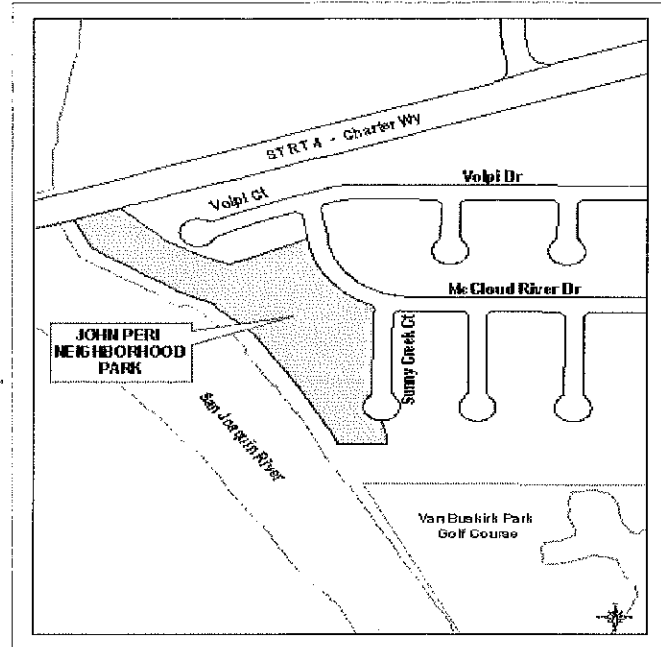 STRT 4 - Charter Wy
Volpi Ct
Volpi Dr
McCloud River Dr
JOHN PERI
NEIGHBORHOOD
PARK
Sunny Creek Ct
San Joaquin River
Van Buskirk Park
Golf Course